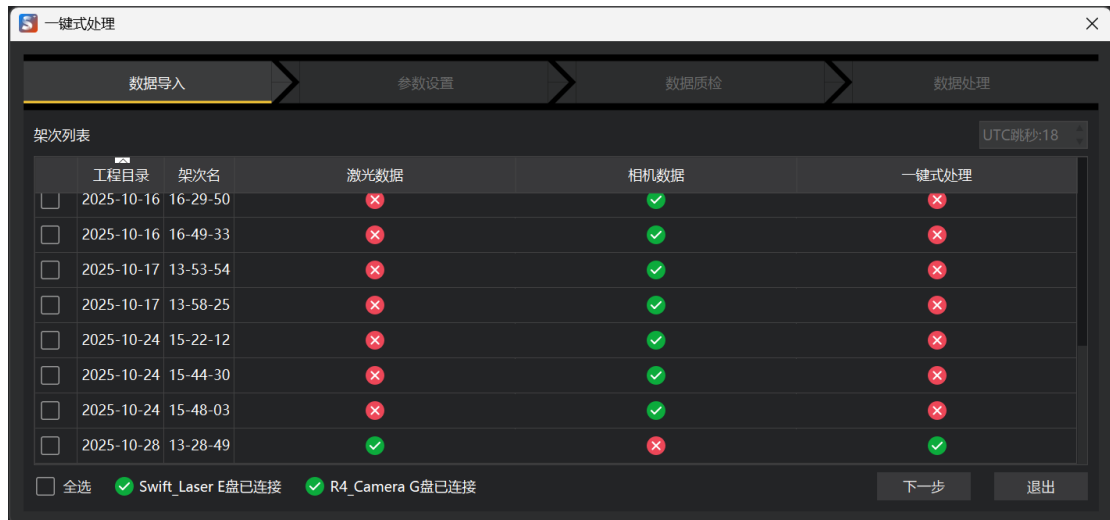 一键式处理
数据导入 参数设置 数据质检 数据处理
架次列表 UTC跳秒:18
工程目录 架次名 激光数据 相机数据 一键式处理
2025-10-16 16-29-50
2025-10-16 16-49-33
2025-10-17 13-53-54
2025-10-17 13-58-25
2025-10-24 15-22-12
2025-10-24 15-44-30
2025-10-24 15-48-03
2025-10-28 13-28-49
全选 Swift_Laser E盘已连接 R4_Camera G盘已连接 下一步 退出